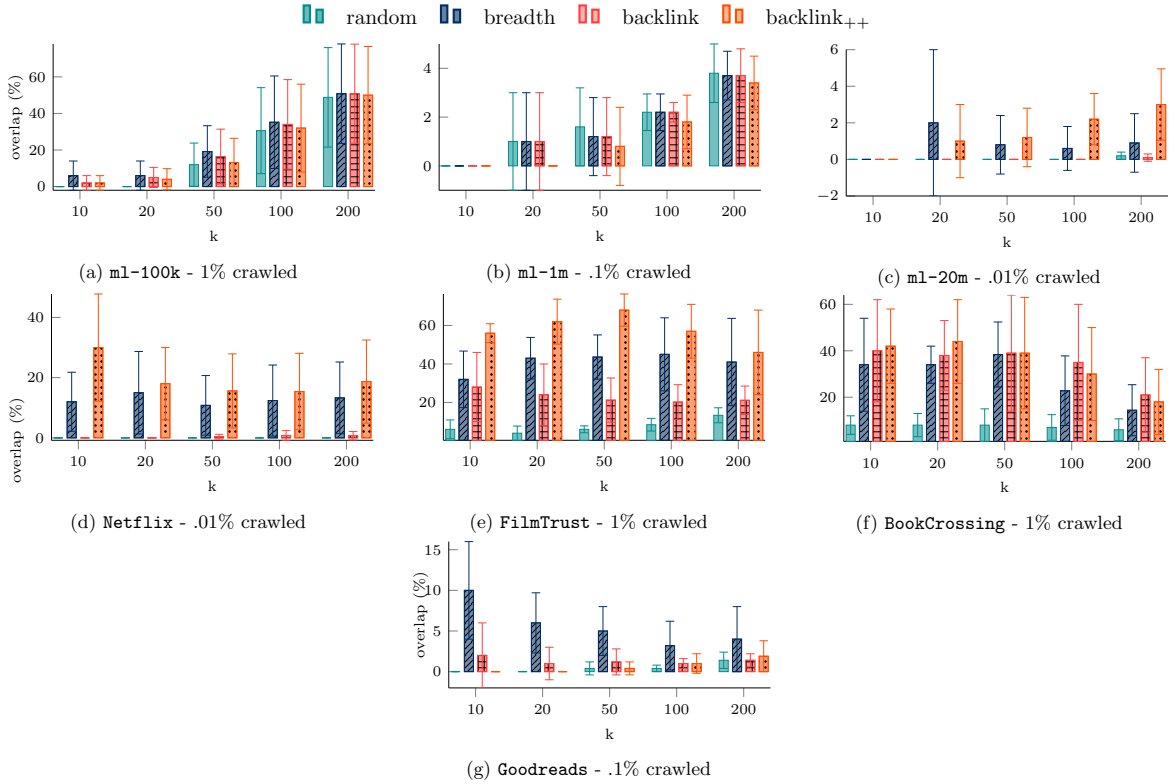 random breadth backlink backlink++
60
40
20
0
overlap (%)
10 20 50 100 200
k
(a) ml-100k - 1% crawled
4
2
0
10 20 50 100 200
k
(b) ml-1m - .1% crawled
6
4
2
0
−2
10 20 50 100 200
k
(c) ml-20m - .01% crawled
40
20
0
overlap (%)
10 20 50 100 200
k
(d) Netflix - .01% crawled
60
40
20
10 20 50 100 200
k
(e) FilmTrust - 1% crawled
60
40
20
10 20 50 100 200
k
(f) BookCrossing - 1% crawled
15
10
5
0
overlap (%)
10 20 50 100 200
k
(g) Goodreads - .1% crawled